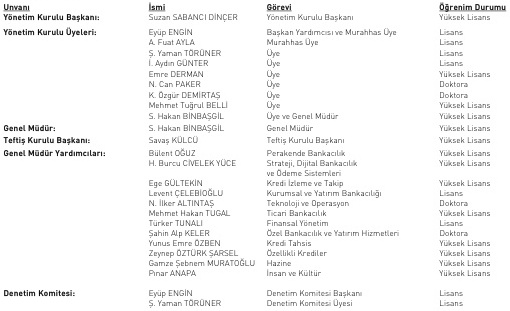 Unvanı İsmi Görevi Öğrenim Durumu
Yönetim Kurulu Başkanı: Suzan SABANCI DİNÇER Yönetim Kurulu Başkanı Yüksek Lisans
Yönetim Kurulu Üyeleri: Eyüp ENGİN Başkan Yardımcısı ve Murahhas Üye Lisans
A. Fuat AYLA Murahhas Üye Lisans
Ş. Yaman TÖRÜNER Üye Lisans
İ. Aydın GÜNTER Üye Lisans
Emre DERMAN Üye Yüksek Lisans
N. Can PAKER Üye Doktora
K. Özgür DEMİRTAŞ Üye Doktora
Mehmet Tuğrul BELLİ Üye Yüksek Lisans
S. Hakan BİNBAŞGİL Üye ve Genel Müdür Yüksek Lisans
Genel Müdür: S. Hakan BİNBAŞGİL Genel Müdür Yüksek Lisans
Teftiş Kurulu Başkanı: Savaş KÜLCÜ Teftiş Kurulu Başkanı Yüksek Lisans
Genel Müdür Yardımcıları: Bülent OĞUZ Perakende Bankacılık Yüksek Lisans
H. Burcu CİVELEK YÜCE Strateji, Dijital Bankacılık Yüksek Lisans
ve Ödeme Sistemleri
Ege GÜLTEKİN Kredi İzleme ve Takip Yüksek Lisans
Levent ÇELEBİOĞLU Kurumsal ve Yatırım Bankacılığı Lisans
N. İlker ALTINTAŞ Teknoloji ve Operasyon Doktora
Mehmet Hakan TUGAL Ticari Bankacılık Yüksek Lisans
Türker TUNALI Finansal Yönetim Lisans
Şahin Alp KELER Özel Bankacılık ve Yatırım Hizmetleri Doktora
Yunus Emre ÖZBEN Kredi Tahsis Yüksek Lisans
Zeynep ÖZTÜRK ŞARSEL Özellikli Krediler Yüksek Lisans
Gamze Şebnem MURATOĞLU Hazine Yüksek Lisans
Pınar ANAPA İnsan ve Kültür Yüksek Lisans
Denetim Komitesi: Eyüp ENGİN Denetim Komitesi Başkanı Lisans
Ş. Yaman TÖRÜNER Denetim Komitesi Üyesi Lisans